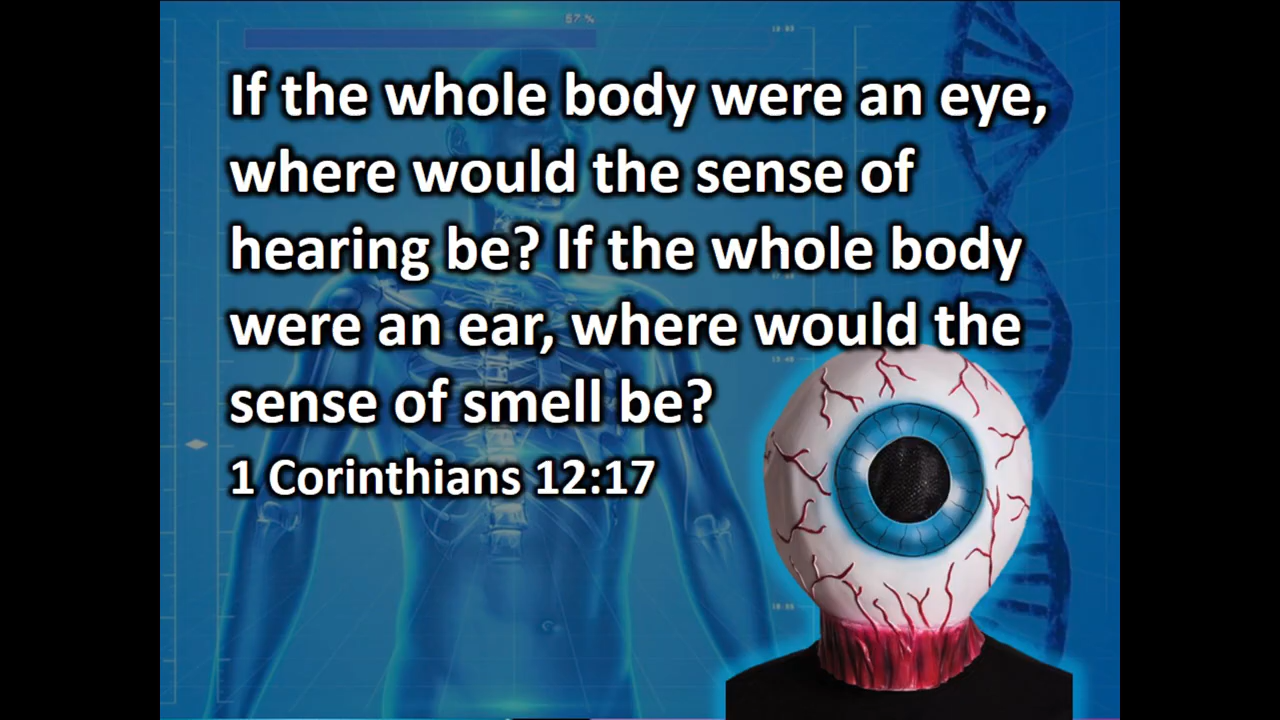 67 %
If the whole body were an eye,
where would the sense of
hearing be? If the whole body
were an ear, where would the
sense of smell be?
1 Corinthians 12:17